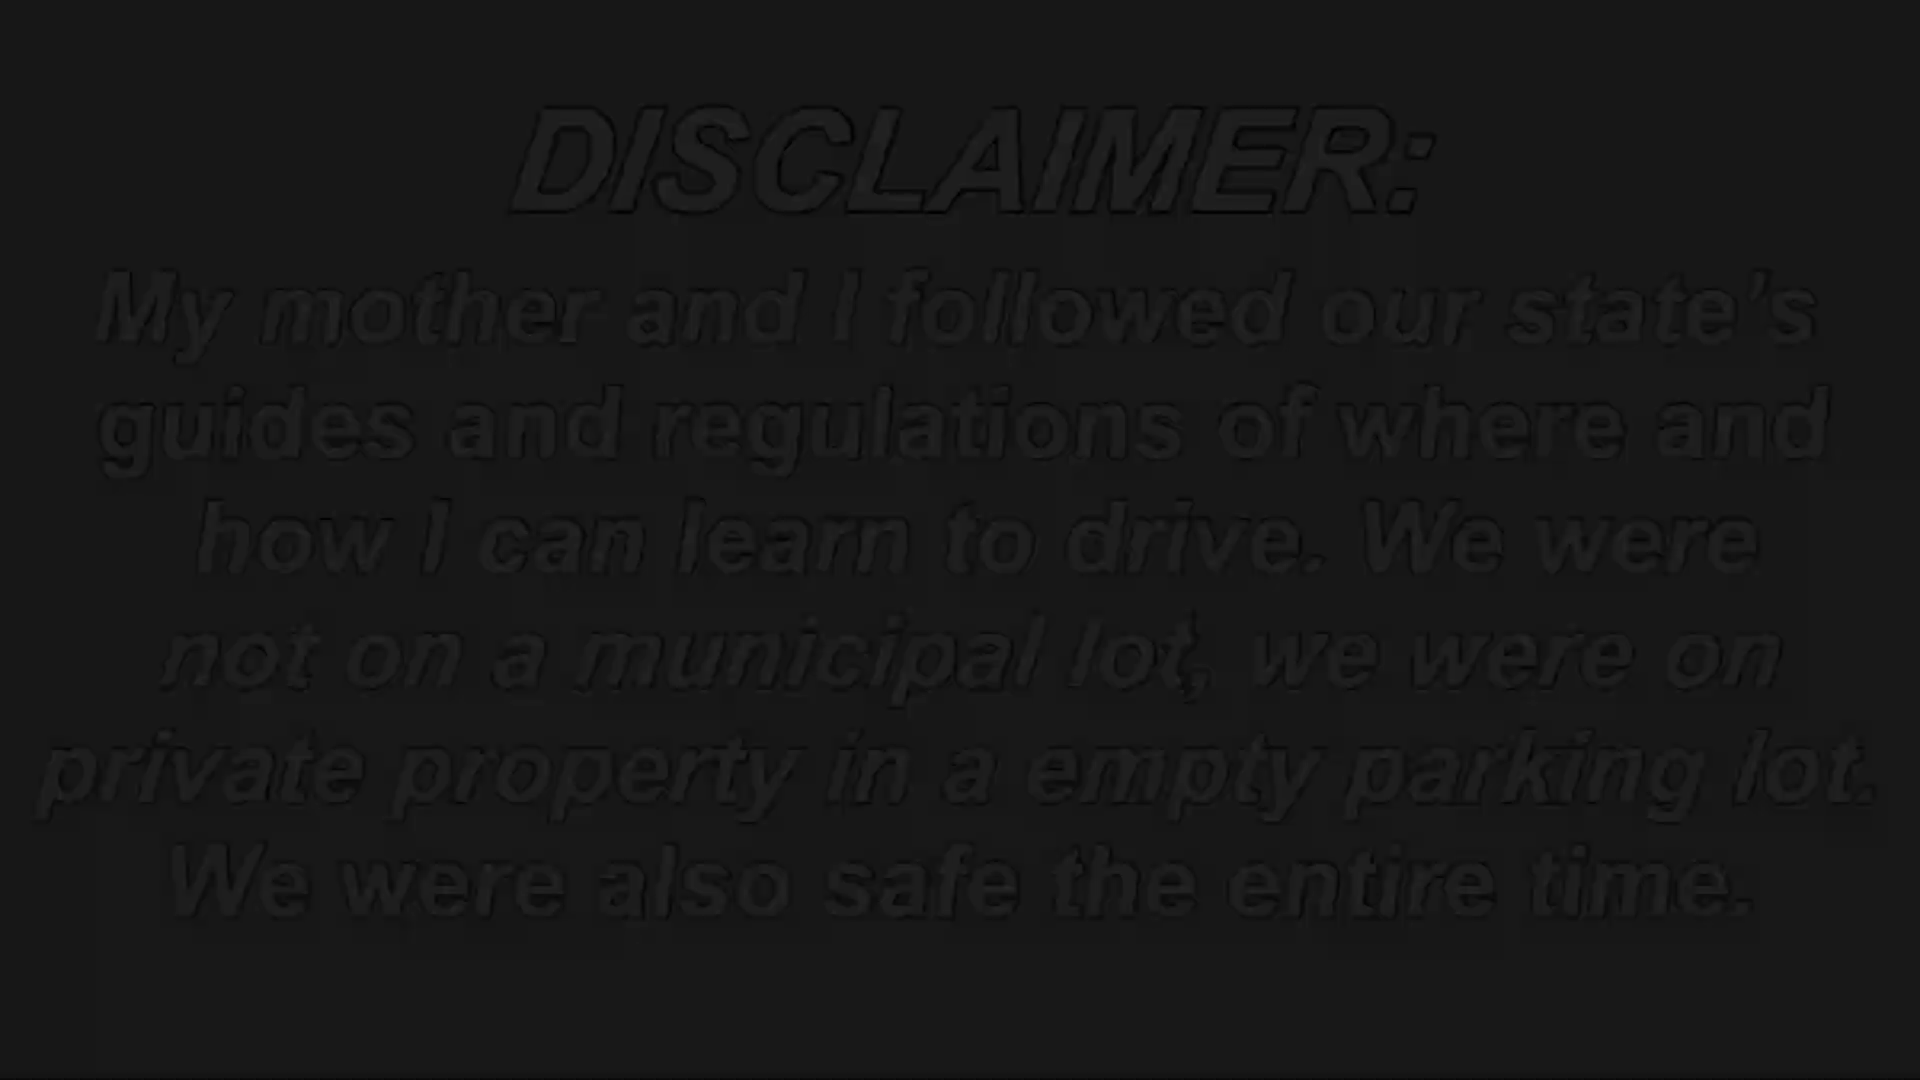 DISCLAIMER:
My mother and I followed our state's
guides and regulations of where and
how I can learn to drive. We were
not on a municipal lot, we were on
private property in a empty parking lot.
We were also safe the entire time.